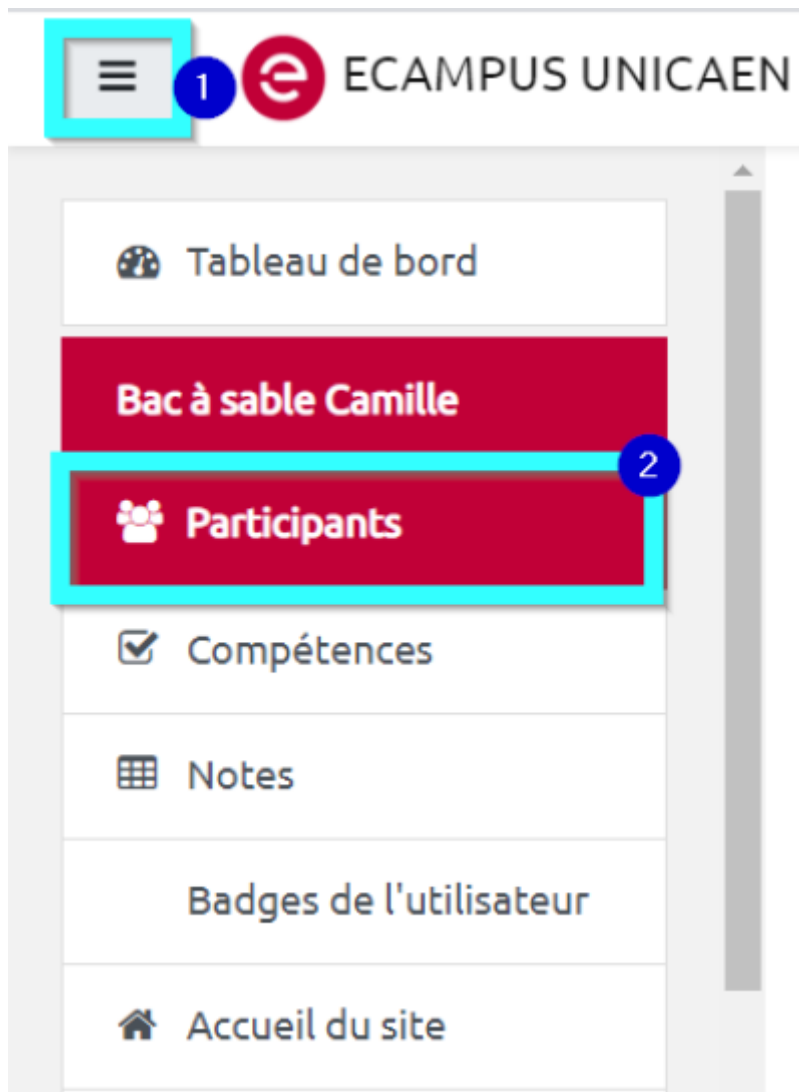 1 e ECAMPUS UNICAEN
Tableau de bord
Bac à sable Camille
2
Participants
Compétences
Notes
Badges de l'utilisateur
Accueil du site